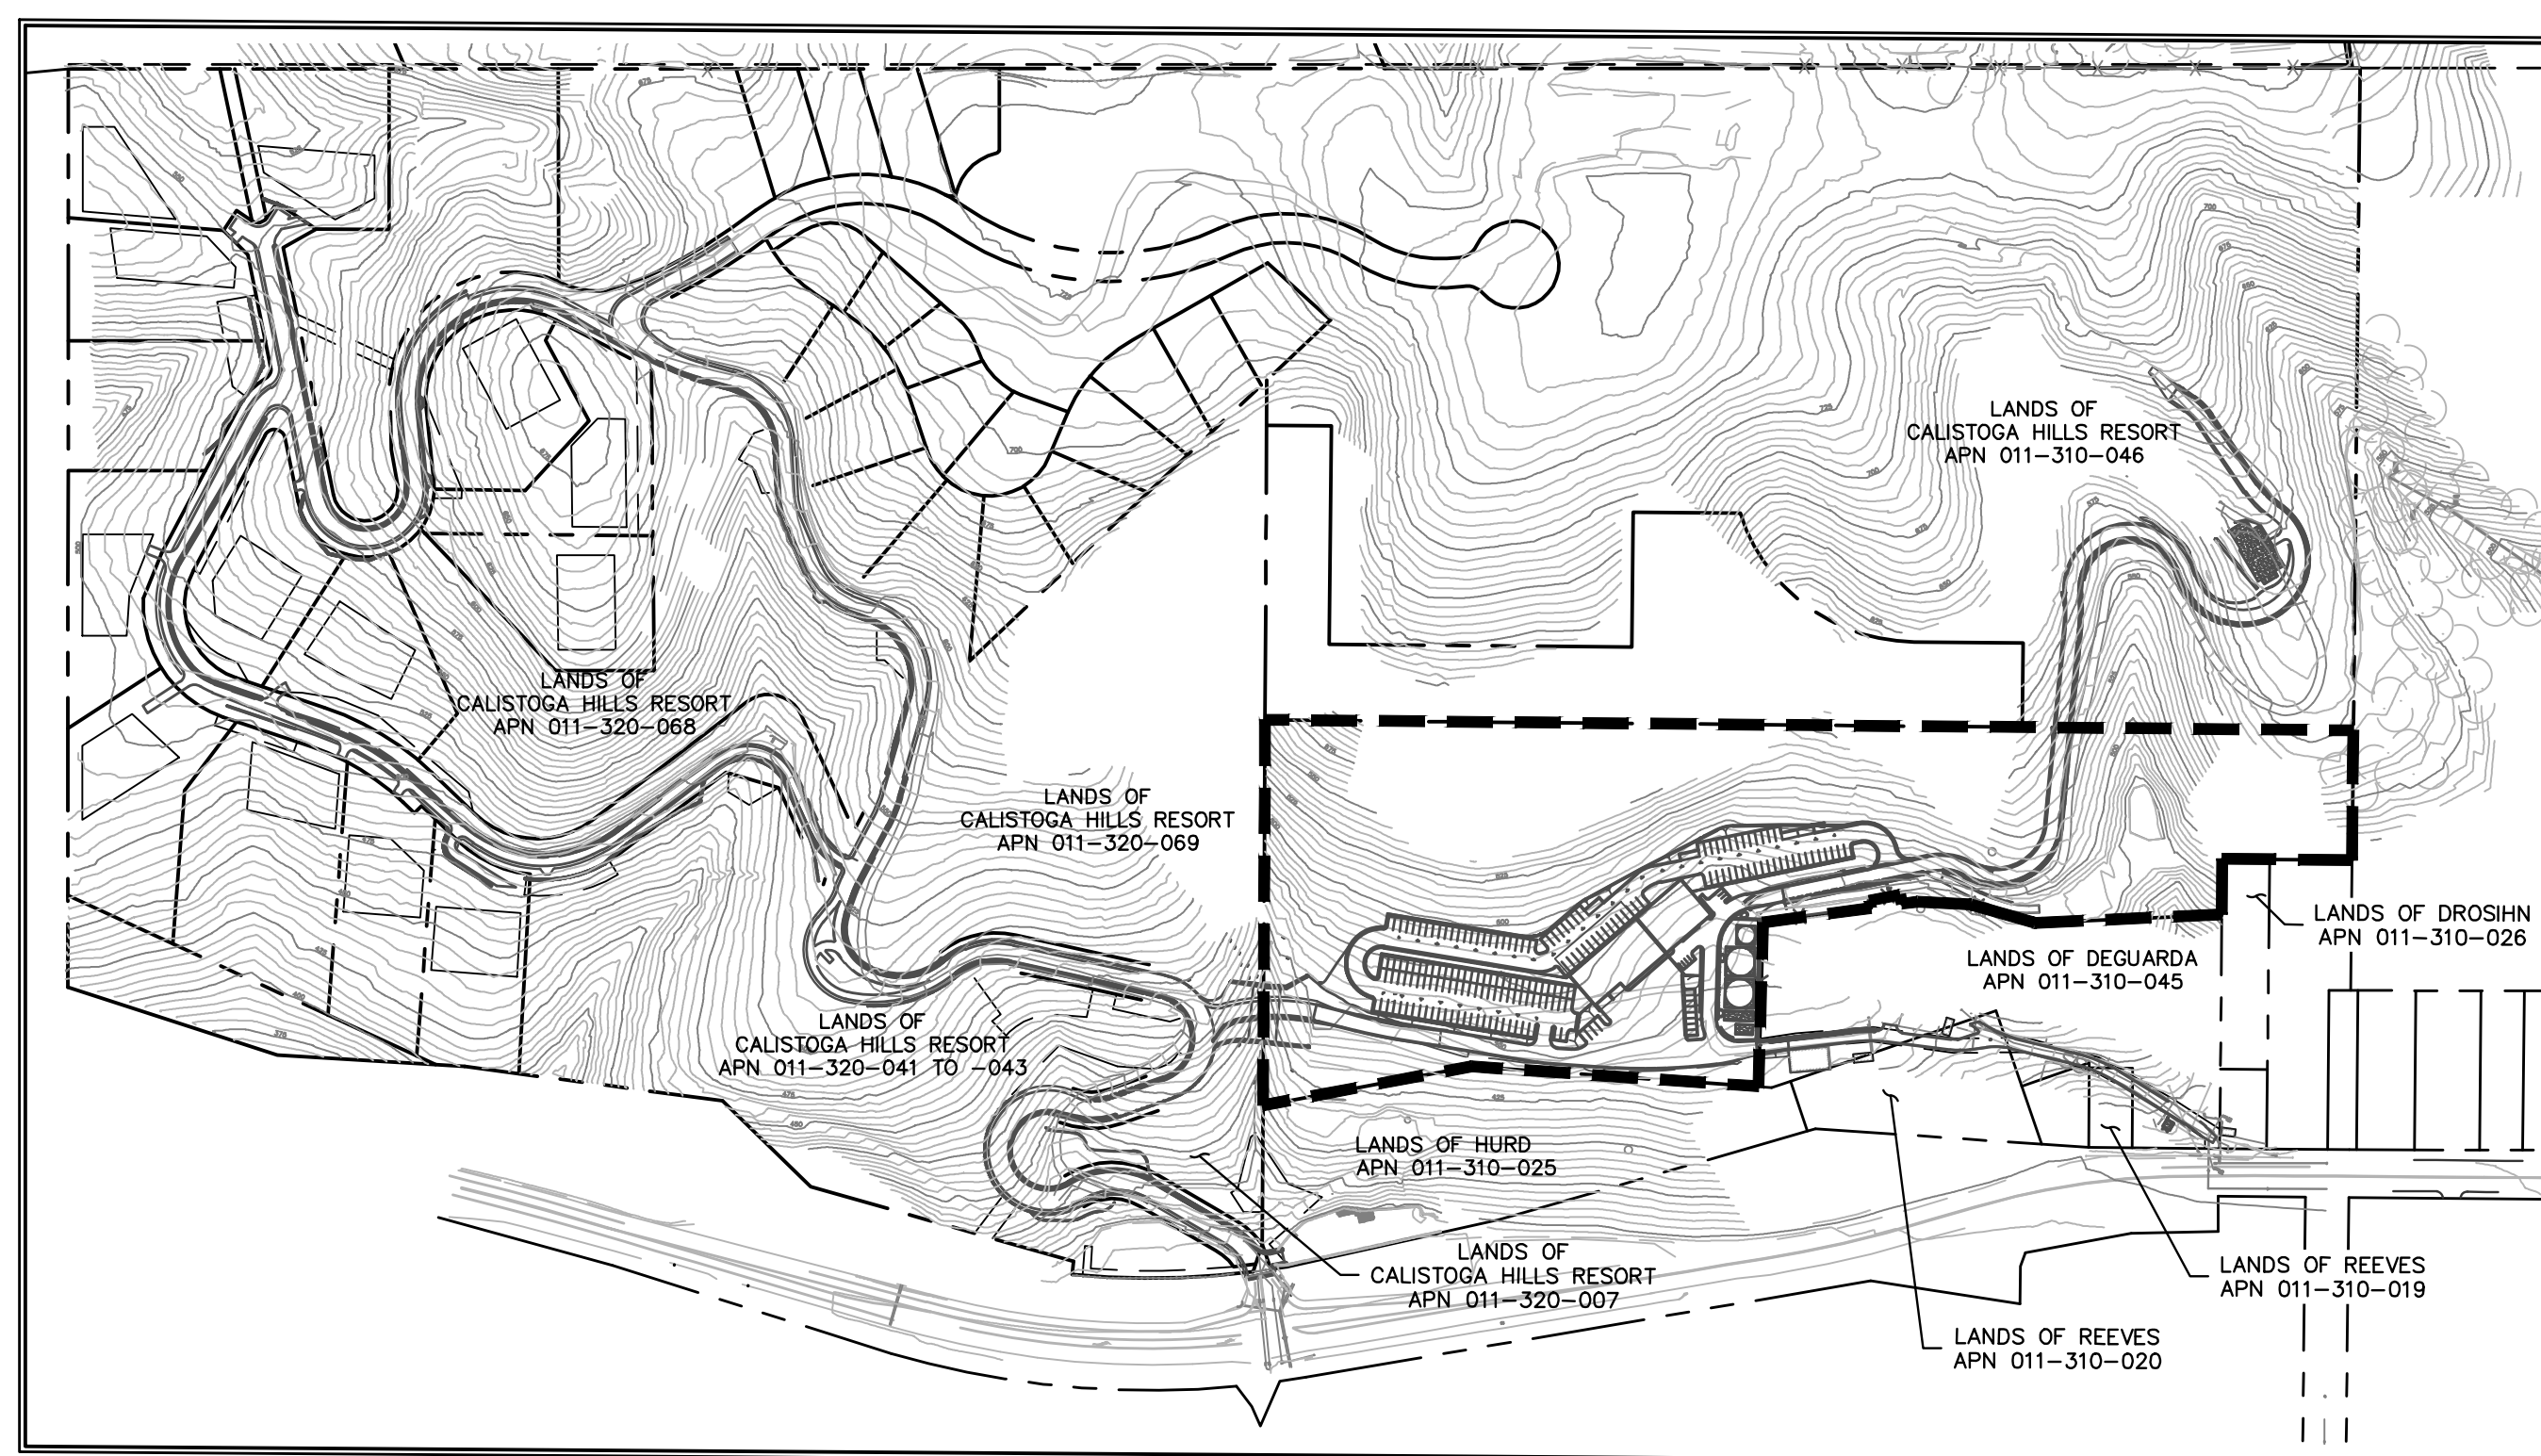 LANDS OF
CALISTOGA HILLS RESORT
APN 011-310-046
LANDS OF
CALISTOGA HILLS RESORT
APN 011-320-068
LANDS OF
CALISTOGA HILLS RESORT
APN 011-320-069
LANDS OF DROSIHN
APN 011-310-026
LANDS OF DEGUARDA
APN 011-310-045
LANDS OF
CALISTOGA HILLS RESORT
APN 011-320-041 TO -043
LANDS OF HURD
APN 011-310-025
LANDS OF
CALISTOGA HILLS RESORT
APN 011-320-007
LANDS OF REEVES
APN 011-310-019
LANDS OF REEVES
APN 011-310-020